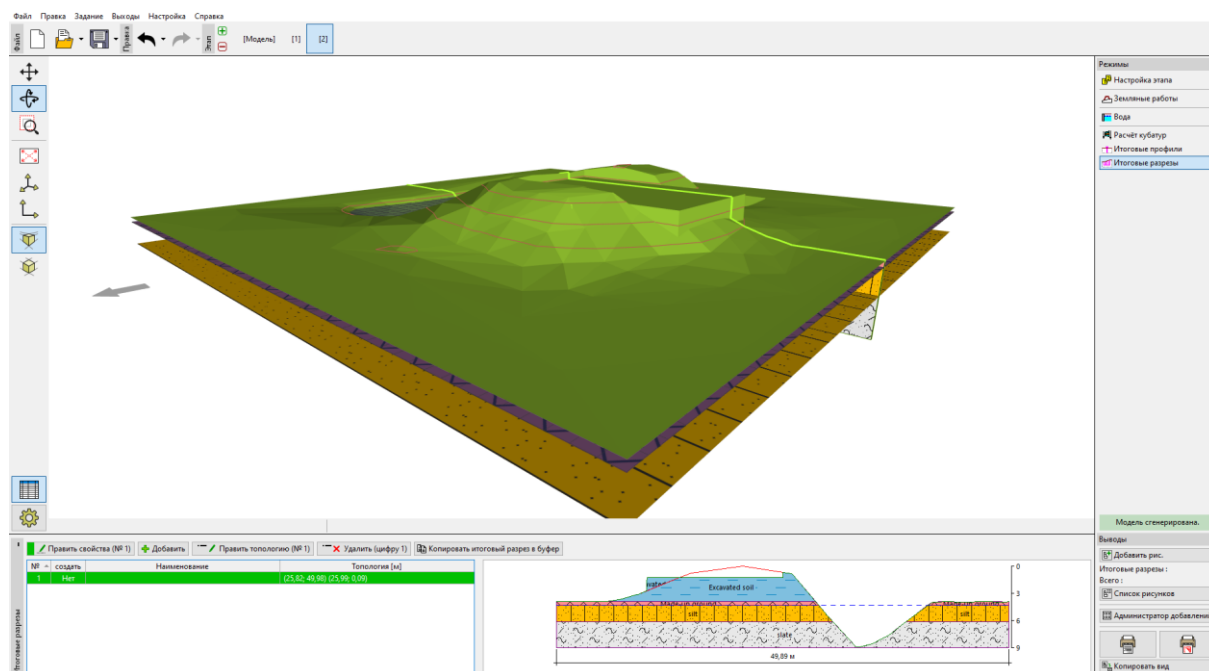 Файл Правка Задание Выходы Настройка Справка
Файл
Правка
Этап
[Модель] [1] [2]
Режимы
Настройка этапа
Земляные работы
Вода
Расчёт кубатур
Итоговые профили
Итоговые разрезы
Модель сгенерирована.
Выводы
Добавить рис.
Итоговые разрезы :
Всего :
Список рисунков
Администратор добавлени
Копировать вид
Итоговые разрезы
Править свойства (№ 1) Добавить Править топологию (№ 1) Удалить (цифру 1) Копировать итоговый разрез в буфер
№ создать Наименование Топология [м]
1 Нет (25,82; 49,98) (25,99; 0,09)
Excavated soil
silt
silt
slate
49,89 м
0
3
6
9